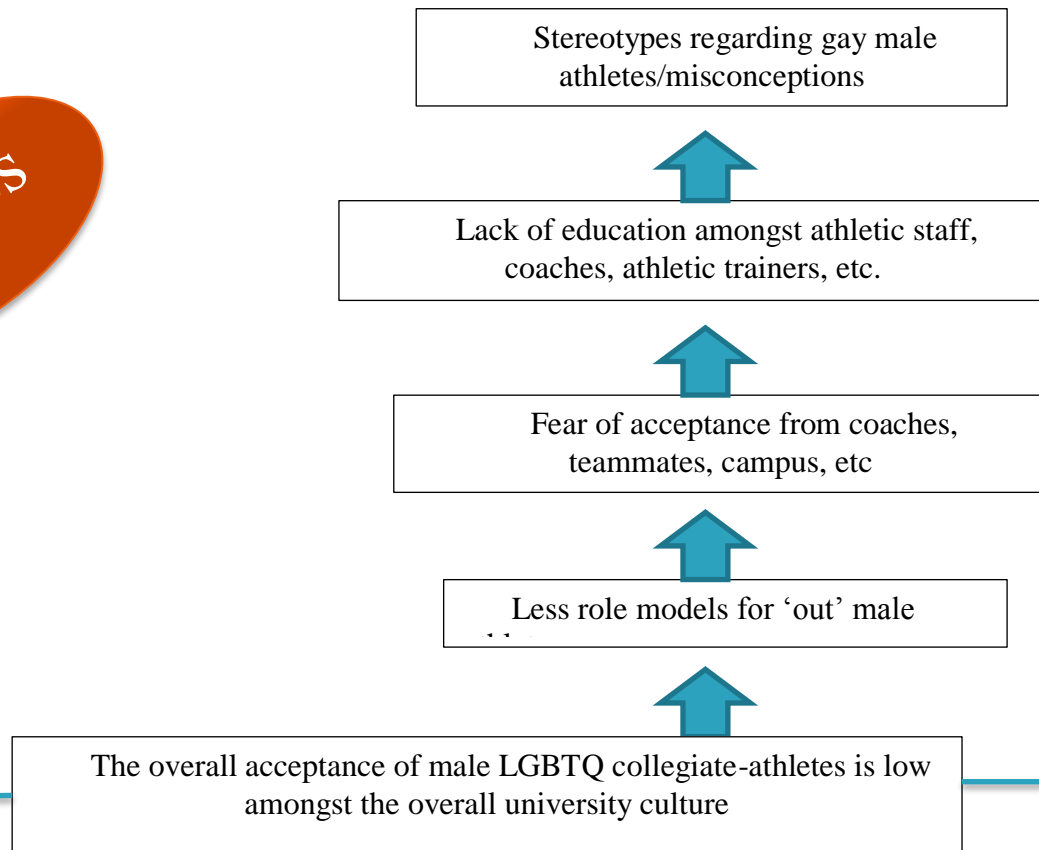 Stereotypes regarding gay male
athletes/misconceptions
Lack of education amongst athletic staff,
coaches, athletic trainers, etc.
Fear of acceptance from coaches,
teammates, campus, etc
Less role models for ‘out’ male
The overall acceptance of male LGBTQ collegiate-athletes is low
amongst the overall university culture